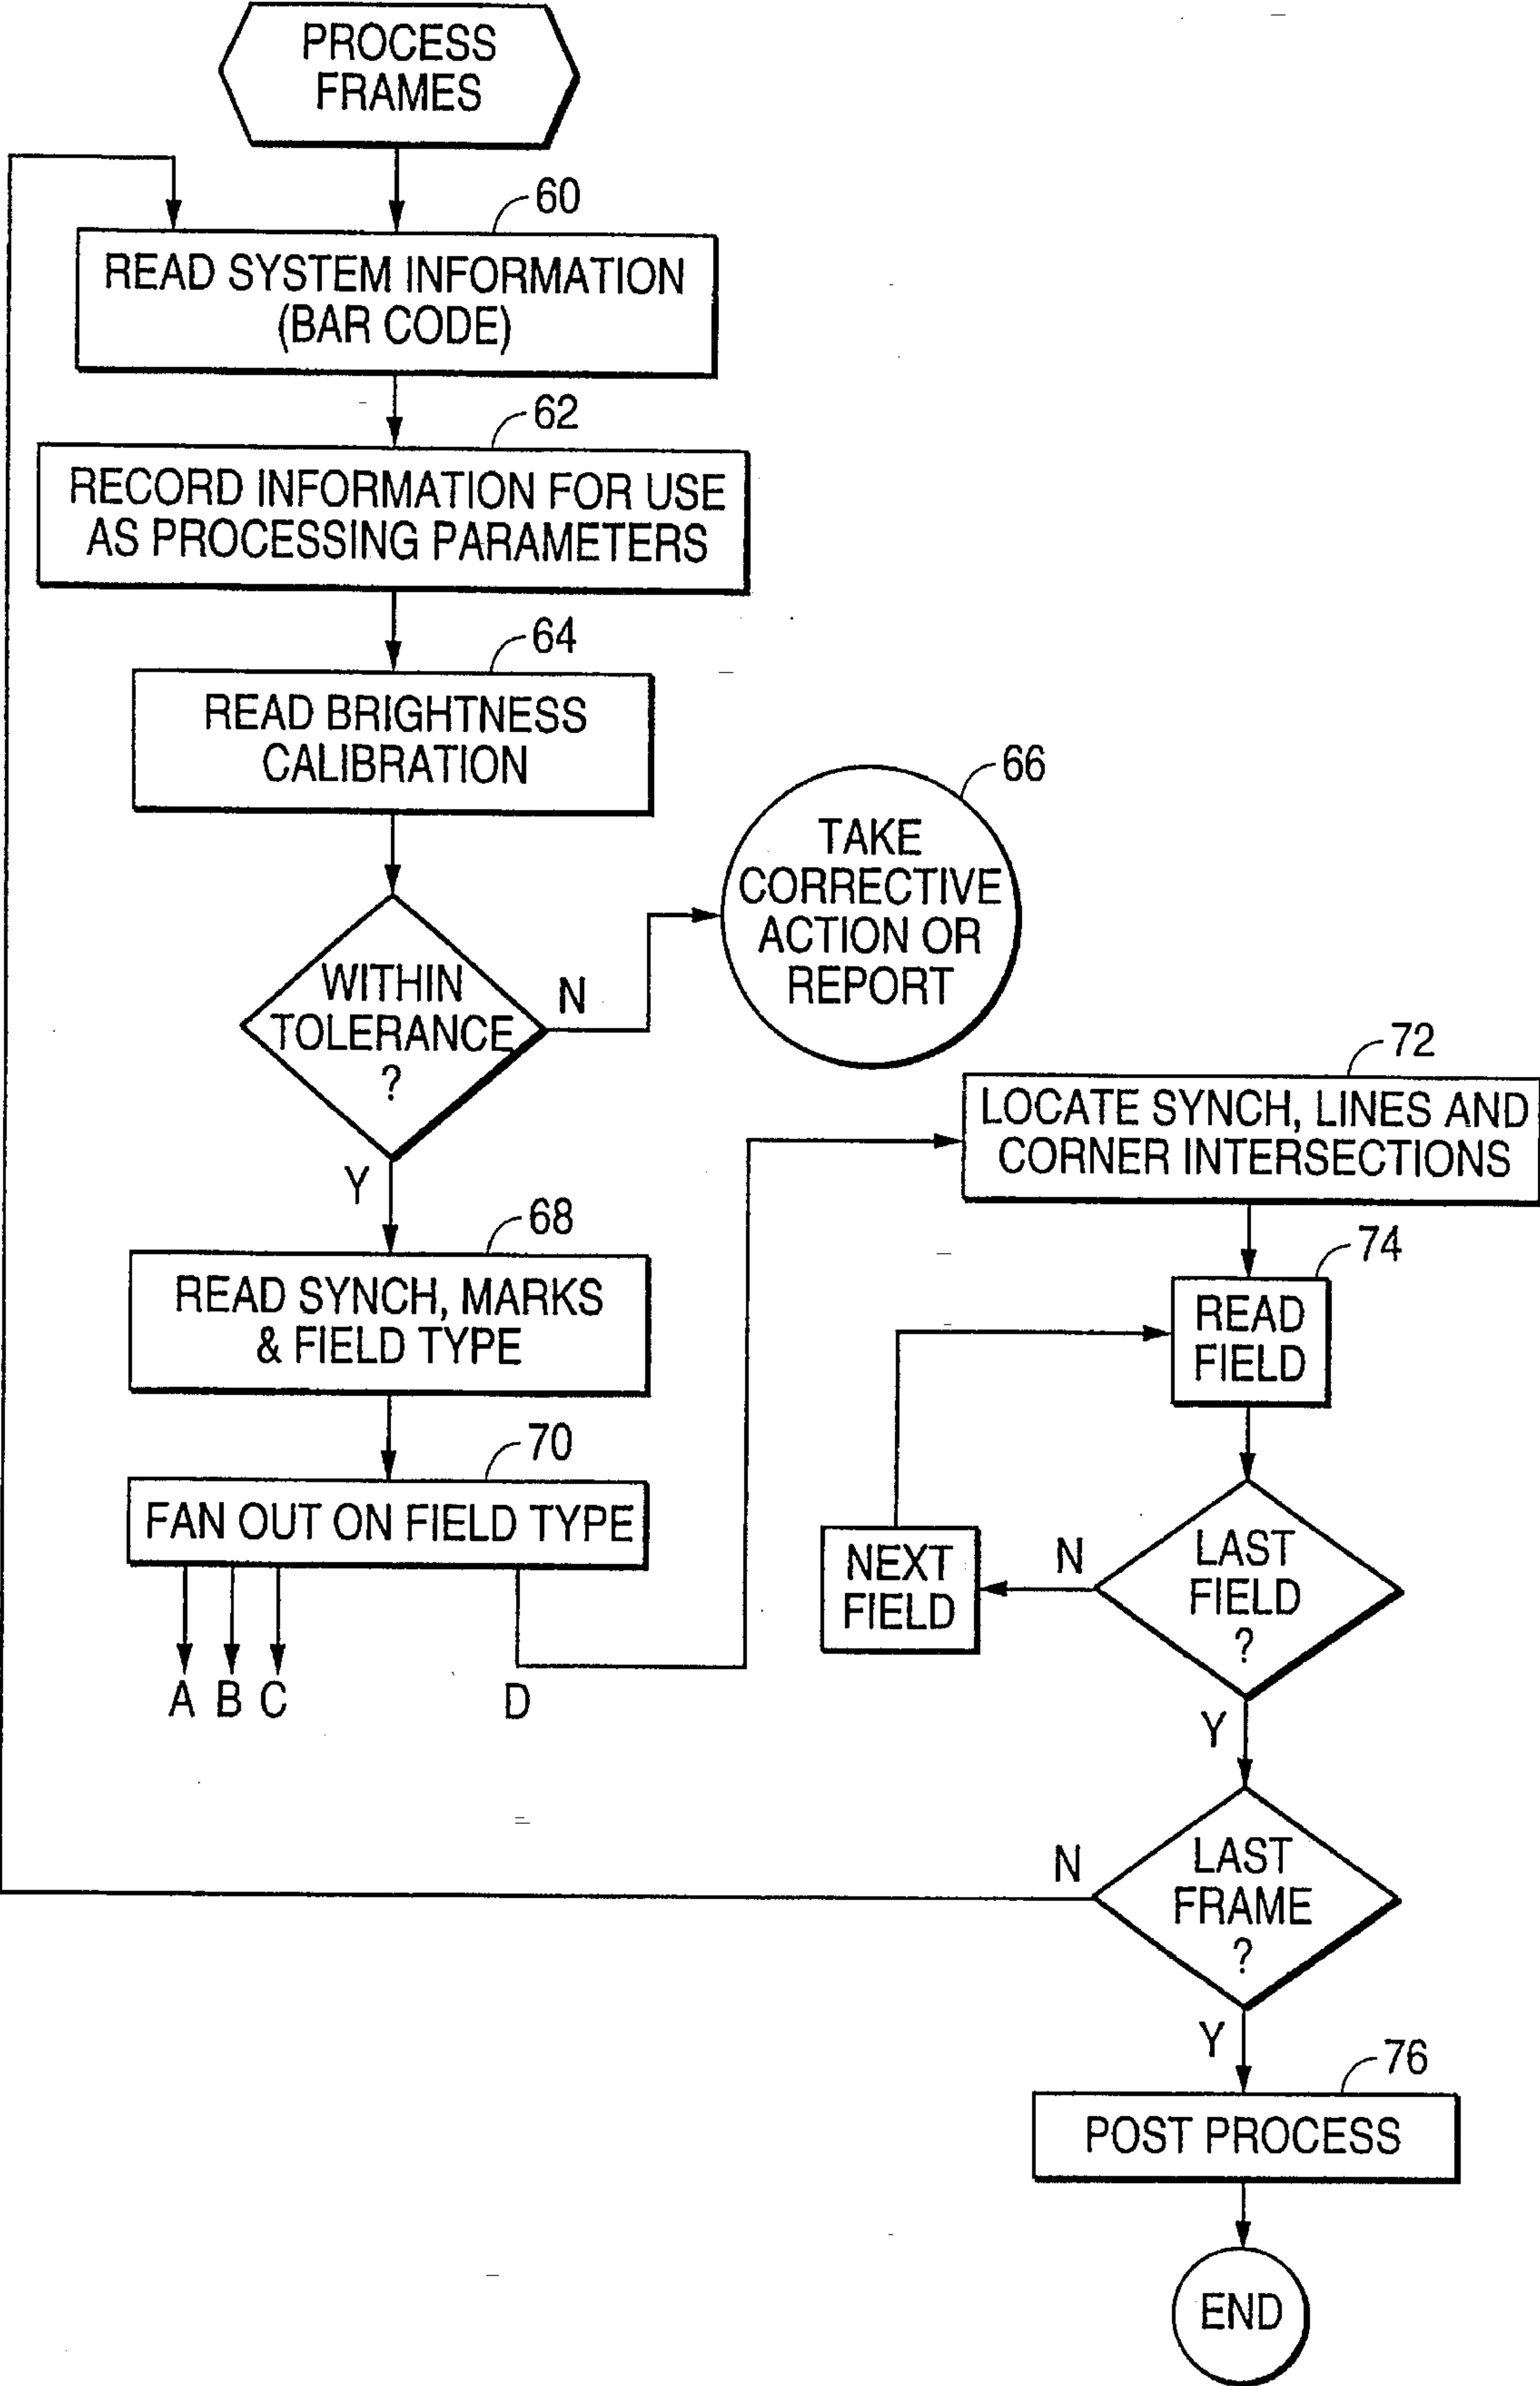 PROCESS
FRAMES
60
READ SYSTEM INFORMATION
(BAR CODE)
62
RECORD INFORMATION FOR USE
AS PROCESSING PARAMETERS
64
READ BRIGHTNESS
CALIBRATION
66
TAKE
CORRECTIVE
ACTION OR
REPORT
WITHIN
TOLERANCE
?
N
Y
68
READ SYNCH, MARKS
& FIELD TYPE
70
FAN OUT ON FIELD TYPE
A B C D
72
LOCATE SYNCH, LINES AND
CORNER INTERSECTIONS
74
READ
FIELD
LAST
FIELD
?
N
NEXT
FIELD
Y
LAST
FRAME
?
N
Y
76
POST PROCESS
END